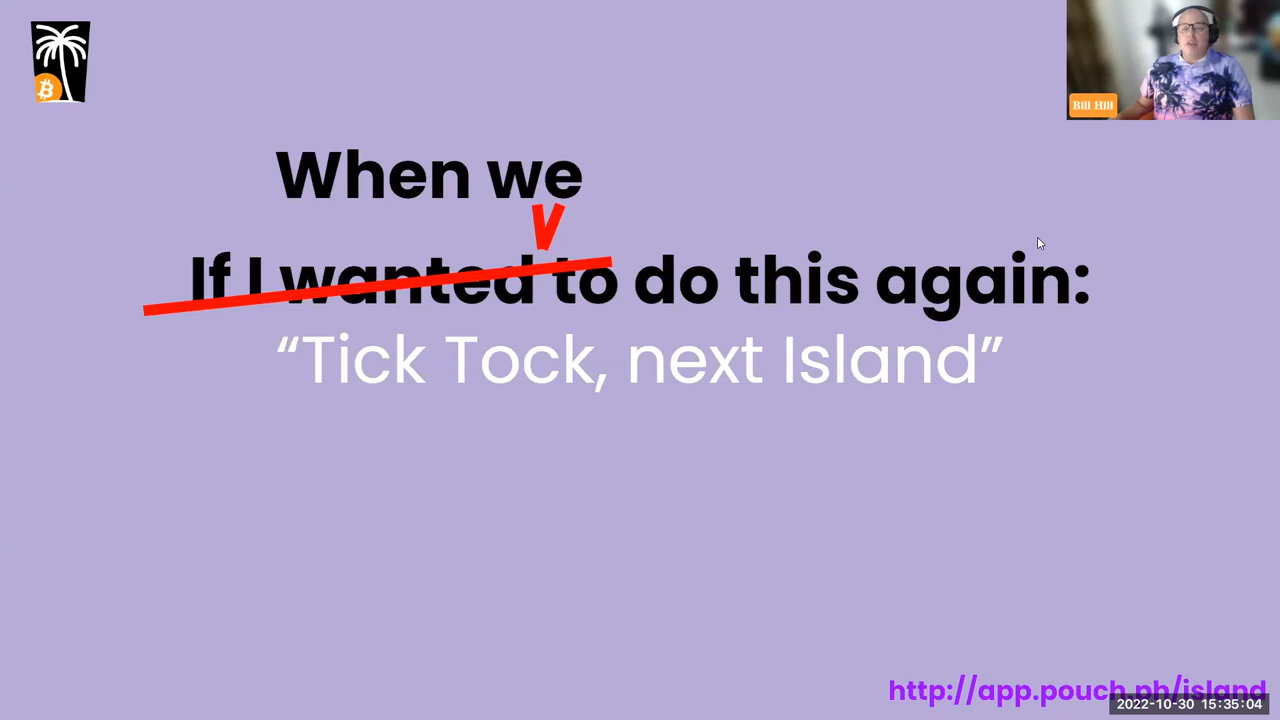 Bill Hill
When we
If I wanted to do this again:
“Tick Tock, next Island”
http://app.pouch.ph/island
2022-10-30 15:35:04